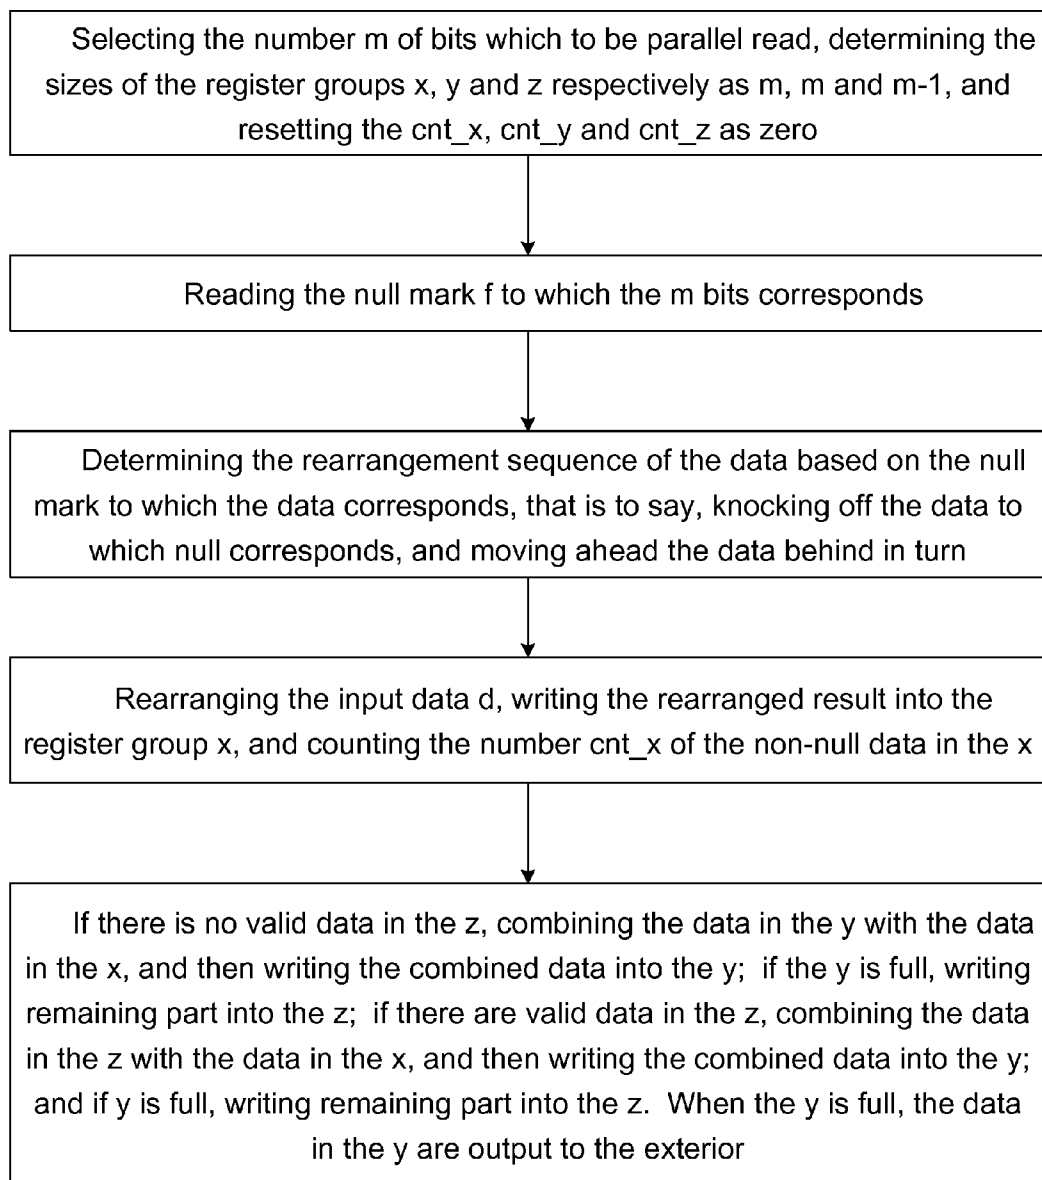 Selecting the number m of bits which to be parallel read, determining the
sizes of the register groups x, y and z respectively as m, m and m-1, and
resetting the cnt_x, cnt_y and cnt_z as zero
Reading the null mark f to which the m bits corresponds
Determining the rearrangement sequence of the data based on the null
mark to which the data corresponds, that is to say, knocking off the data to
which null corresponds, and moving ahead the data behind in turn
Rearranging the input data d, writing the rearranged result into the
register group x, and counting the number cnt_x of the non-null data in the x
If there is no valid data in the z, combining the data in the y with the data
in the x, and then writing the combined data into the y; if the y is full, writing
remaining part into the z; if there are valid data in the z, combining the data
in the z with the data in the x, and then writing the combined data into the y;
and if y is full, writing remaining part into the z. When the y is full, the data
in the y are output to the exterior